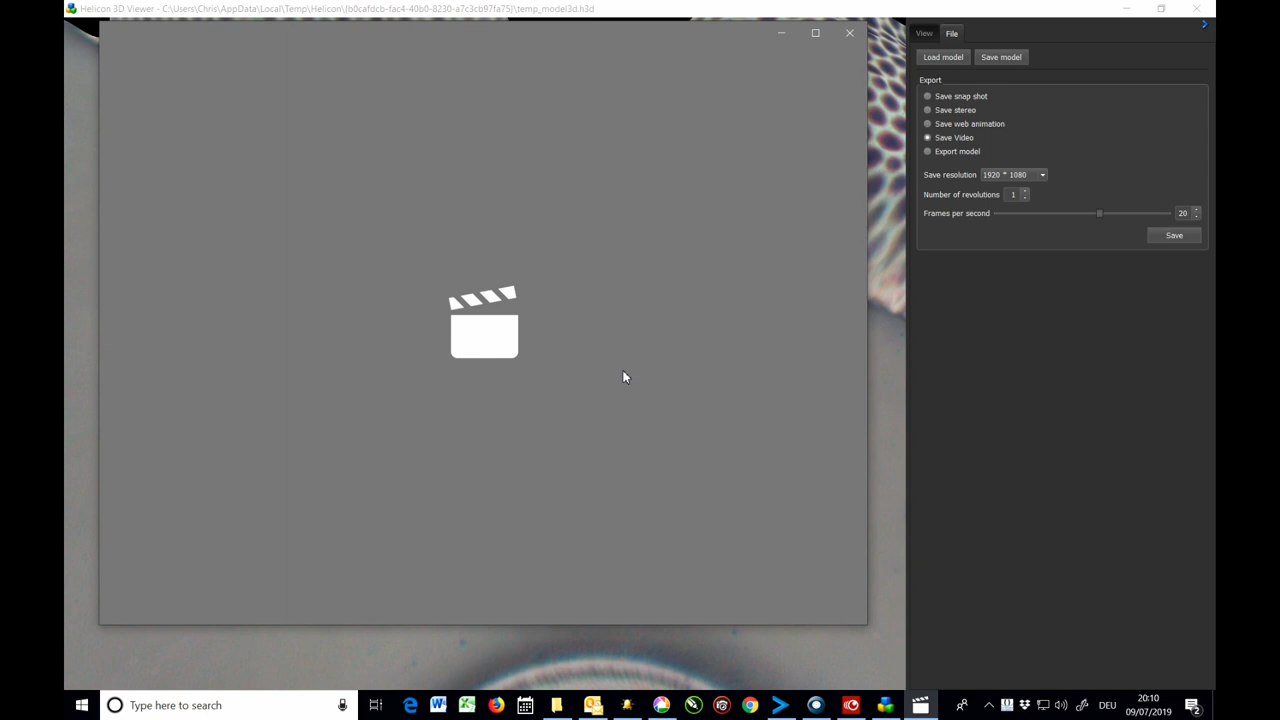 Helicon 3D Viewer - C:\Users\Chris\AppData\Local\Temp\Helicon\{b0cafdcb-fac4-40b0-8230-a7c3cb97fa75}\temp_model3d.h3d
View File
Load model Save model
Export
Save snap shot
Save stereo
Save web animation
Save Video
Export model
Save resolution 1920 * 1080
Number of revolutions 1
Frames per second 20
Save
Type here to search
DEU
20:10
09/07/2019
2